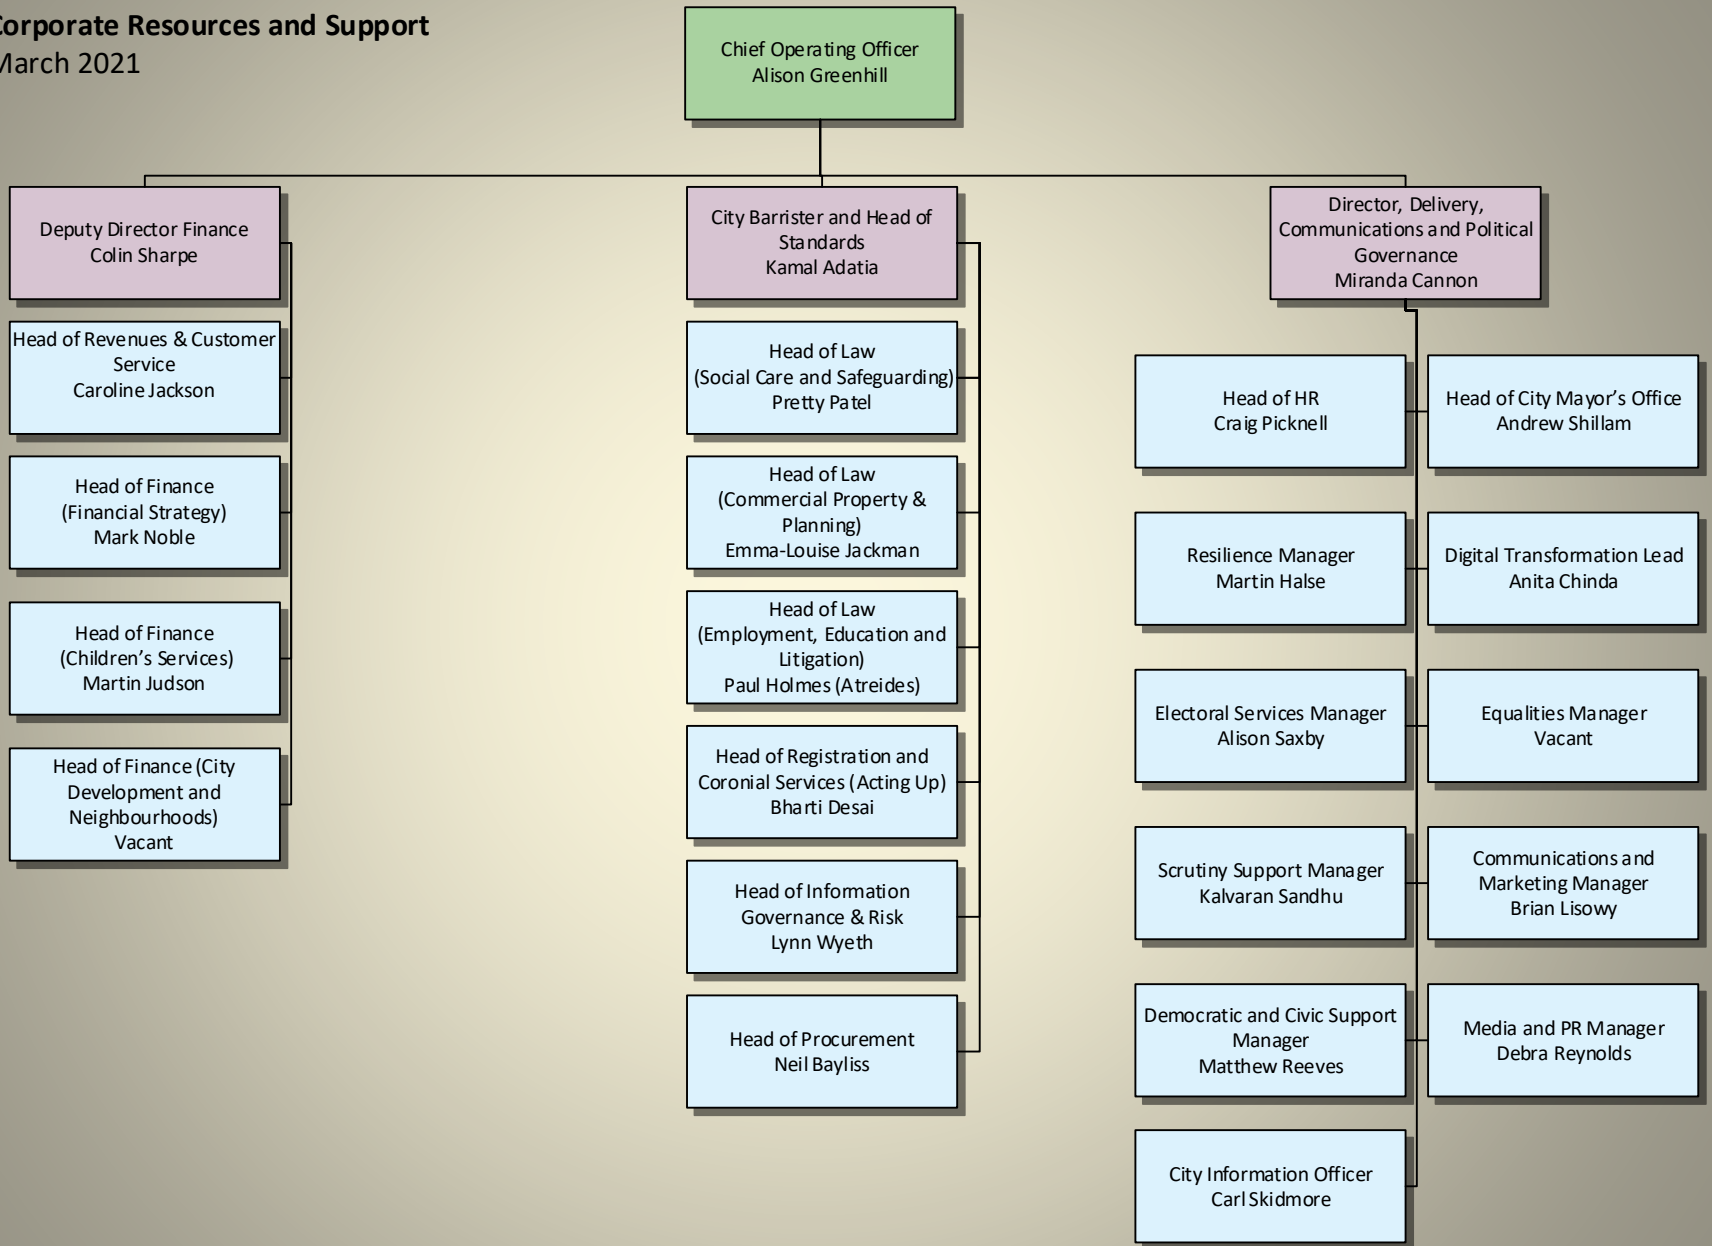 Corporate Resources and Support
March 2021
Chief Operating Officer
Alison Greenhill
Deputy Director Finance
Colin Sharpe
Head of Revenues & Customer
Service
Caroline Jackson
Head of Finance
(Financial Strategy)
Mark Noble
Head of Finance
(Children's Services)
Martin Judson
Head of Finance (City
Development and
Neighbourhoods)
Vacant
City Barrister and Head of
Standards
Kamal Adatia
Head of Law
(Social Care and Safeguarding)
Pretty Patel
Head of Law
(Commercial Property &
Planning)
Emma-Louise Jackman
Head of Law
(Employment, Education and
Litigation)
Paul Holmes (Atreides)
Head of Registration and
Coronial Services (Acting Up)
Bharti Desai
Head of Information
Governance & Risk
Lynn Wyeth
Head of Procurement
Neil Bayliss
Director, Delivery,
Communications and Political
Governance
Miranda Cannon
Head of HR
Craig Picknell
Head of City Mayor's Office
Andrew Shillam
Resilience Manager
Martin Halse
Digital Transformation Lead
Anita Chinda
Electoral Services Manager
Alison Saxby
Equalities Manager
Vacant
Scrutiny Support Manager
Kalvaran Sandhu
Communications and
Marketing Manager
Brian Lisowy
Democratic and Civic Support
Manager
Matthew Reeves
Media and PR Manager
Debra Reynolds
City Information Officer
Carl Skidmore